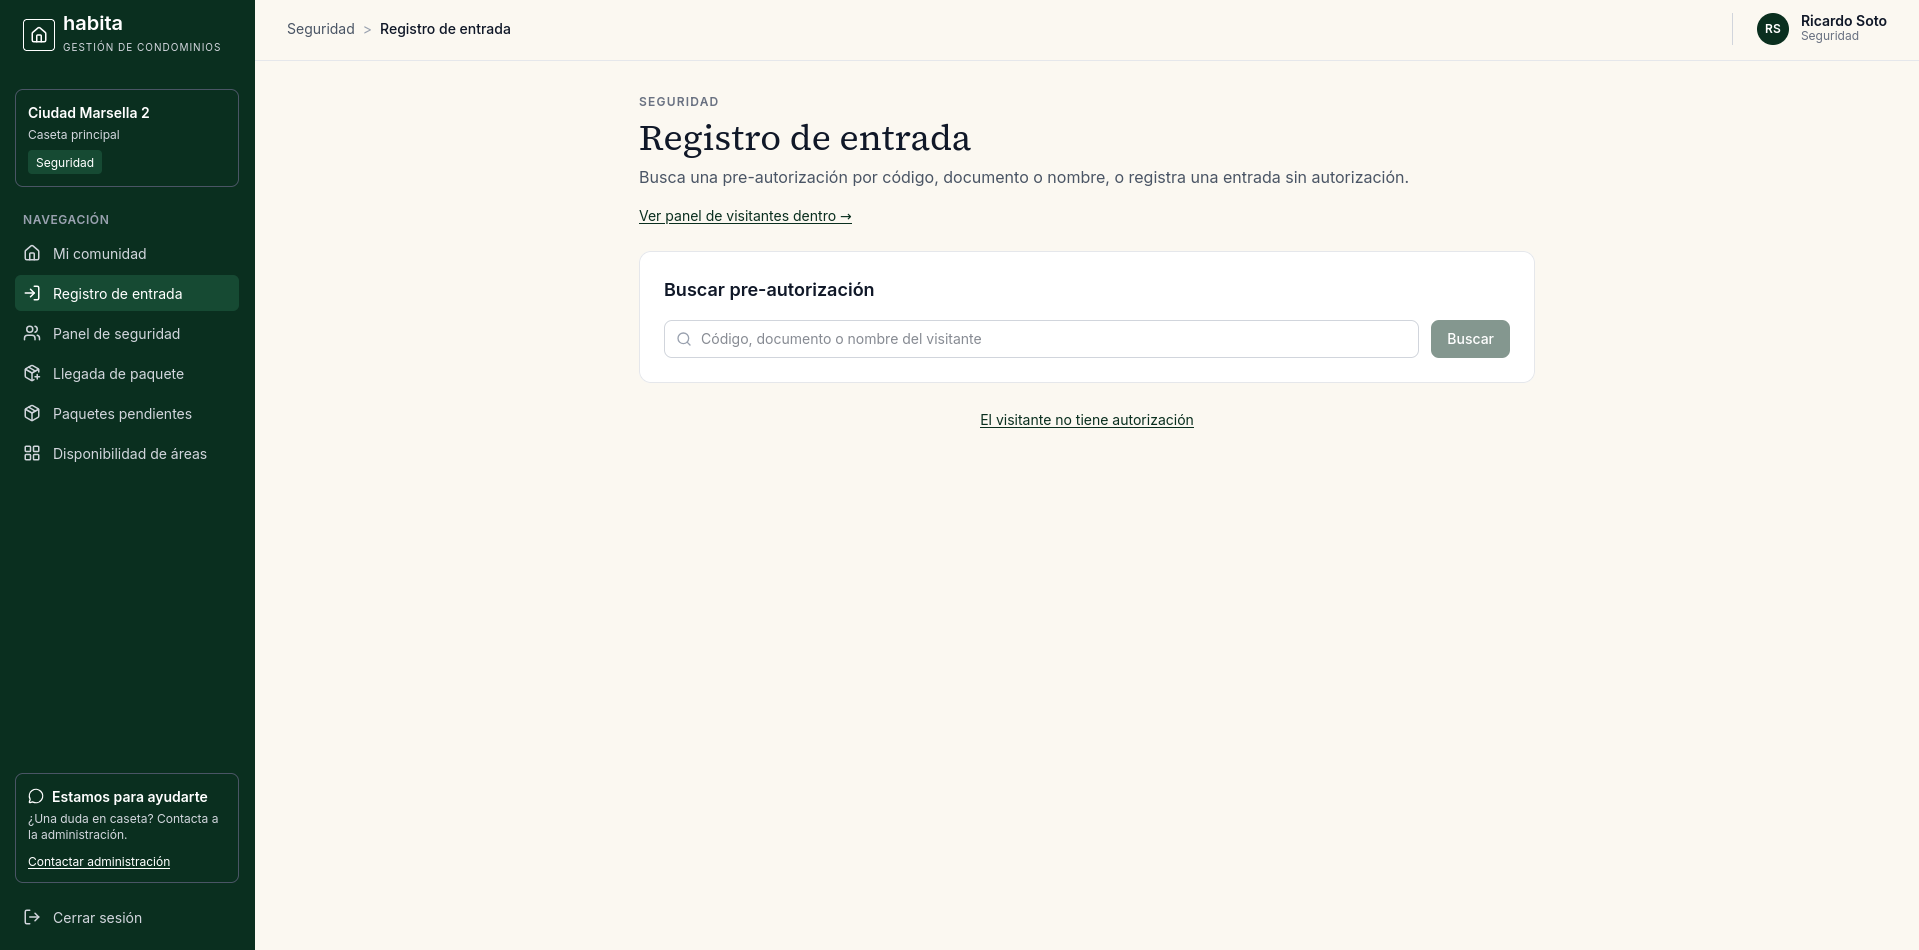 habita
GESTIÓN DE CONDOMINIOS
Ciudad Marsella 2
Caseta principal
Seguridad
NAVEGACIÓN
Mi comunidad
Registro de entrada
Panel de seguridad
Llegada de paquete
Paquetes pendientes
Disponibilidad de áreas
Estamos para ayudarte
¿Una duda en caseta? Contacta a
la administración.
Contactar administración
Cerrar sesión
Seguridad > Registro de entrada
RS
Ricardo Soto
Seguridad
SEGURIDAD
Registro de entrada
Busca una pre-autorización por código, documento o nombre, o registra una entrada sin autorización.
Ver panel de visitantes dentro →
Buscar pre-autorización
Código, documento o nombre del visitante
Buscar
El visitante no tiene autorización